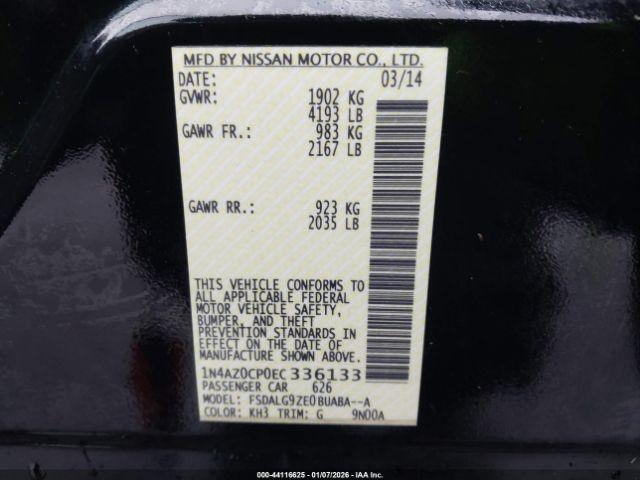 MFD BY NISSAN MOTOR CO., LTD.
DATE: 03/14
GVWR: 1902 KG
4193 LB
GAWR FR.: 983 KG
2167 LB
GAWR RR.: 923 KG
2035 LB
THIS VEHICLE CONFORMS TO
ALL APPLICABLE FEDERAL
MOTOR VEHICLE SAFETY,
BUMPER, AND THEFT
PREVENTION STANDARDS IN
EFFECT ON THE DATE OF
MANUFACTURE SHOWN ABOVE.
1N4AZ0CP0EC336133
PASSENGER CAR 626
MODEL: FSDALG9ZE0BUABA--A
COLOR: KH3 TRIM: G 9N00A
000-44116625 | 01/07/2026 - IAA Inc.